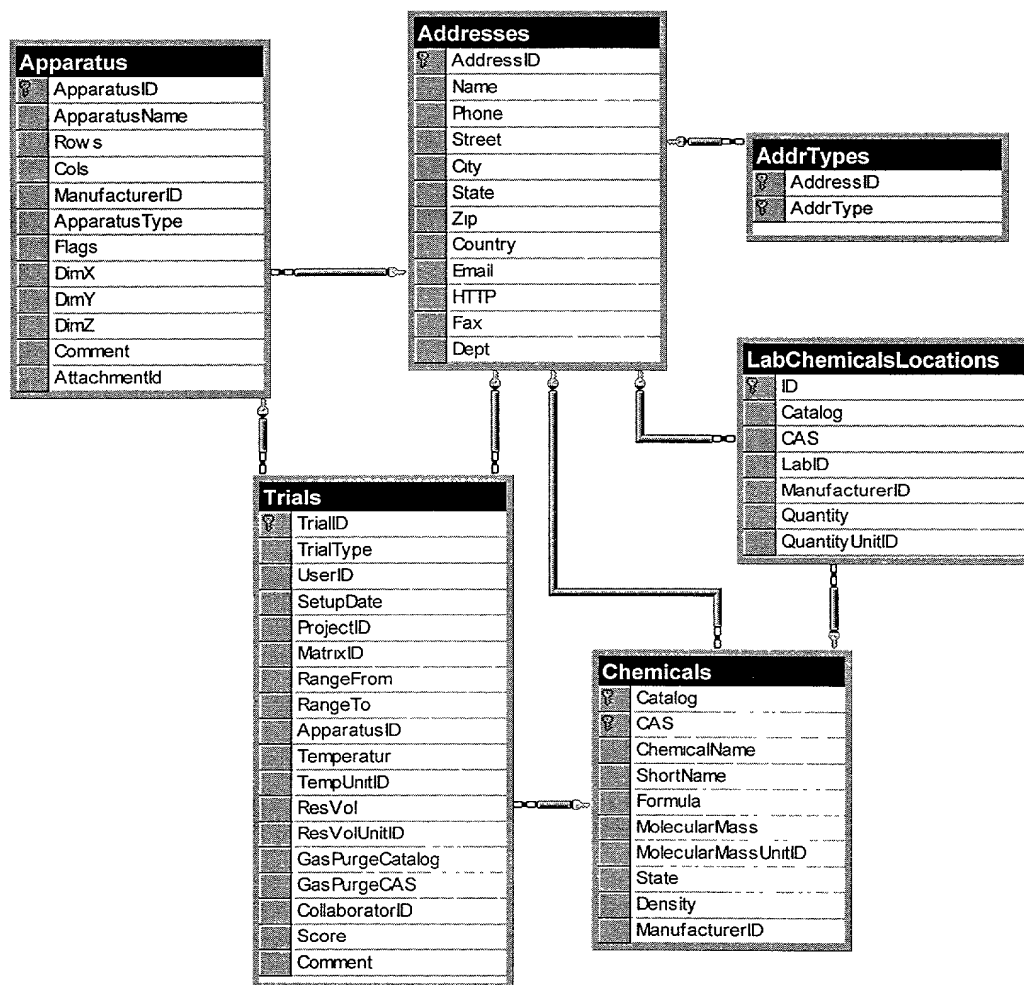 Apparatus
ApparatusID
ApparatusName
Rows
Cols
ManufacturerID
ApparatusType
Flags
DimX
DimY
DimZ
Comment
AttachmentId
Addresses
AddressID
Name
Phone
Street
City
State
Zip
Country
Email
HTTP
Fax
Dept
AddrTypes
AddressID
AddrType
LabChemicalsLocations
ID
Catalog
CAS
LabID
ManufacturerID
Quantity
QuantityUnitID
Trials
TrialID
TrialType
UserID
SetupDate
ProjectID
MatrixID
RangeFrom
RangeTo
ApparatusID
Temperatur
TempUnitID
ResVol
ResVolUnitID
GasPurgeCatalog
GasPurgeCAS
CollaboratorID
Score
Comment
Chemicals
Catalog
CAS
ChemicalName
ShortName
Formula
MolecularMass
MolecularMassUnitID
State
Density
ManufacturerID